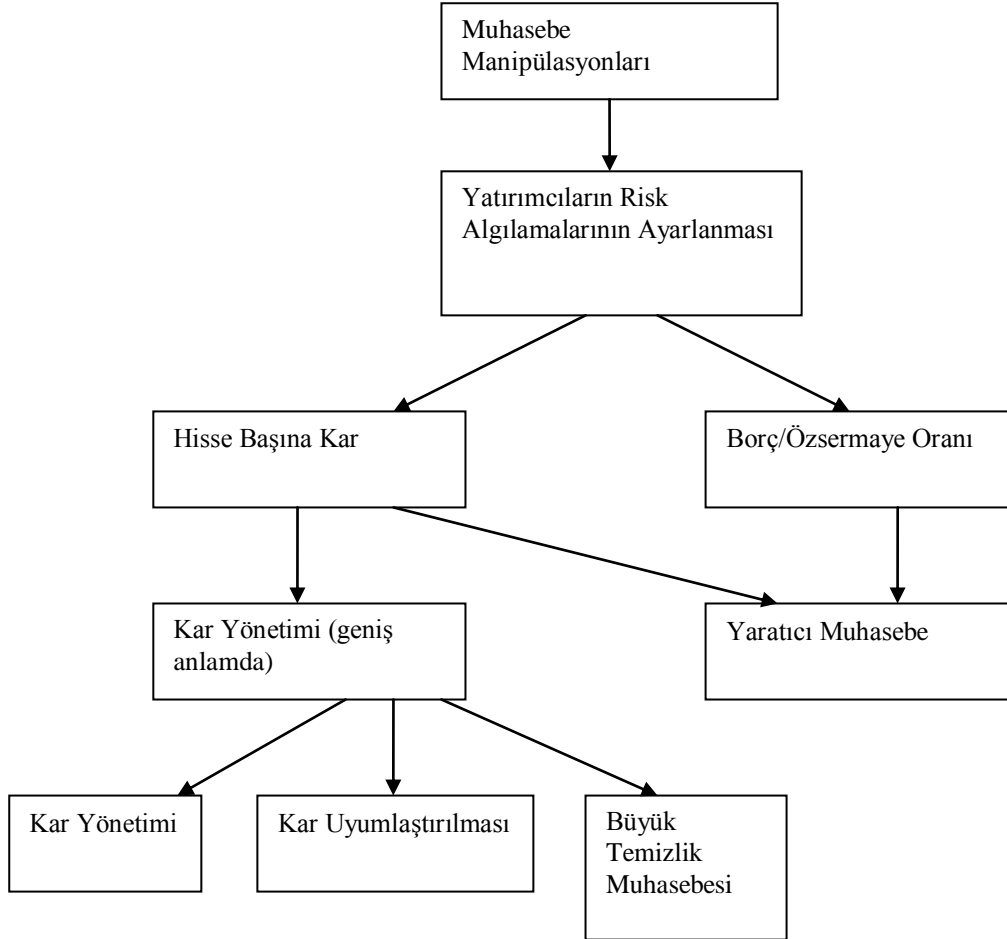 Muhasebe
Manipülasyonları
Yatırımcıların Risk
Algılamalarının Ayarlanması
Hisse Başına Kar
Borç/Özsermaye Oranı
Kar Yönetimi (geniş
anlamda)
Yaratıcı Muhasebe
Kar Yönetimi
Kar Uyumlaştırılması
Büyük
Temizlik
Muhasebesi